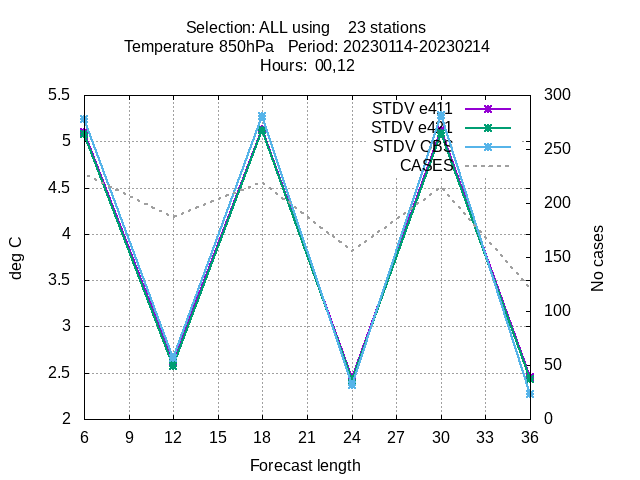 Selection: ALL using 23 stations
Temperature 850hPa Period: 20230114-20230214
Hours: 00,12
5.5
5
4.5
4
3.5
3
2.5
2
300
250
200
150
100
50
0
STDV e411
STDV e401
STDV OBS
CASES
deg C
No cases
6 9 12 15 18 21 24 27 30 33 36
Forecast length